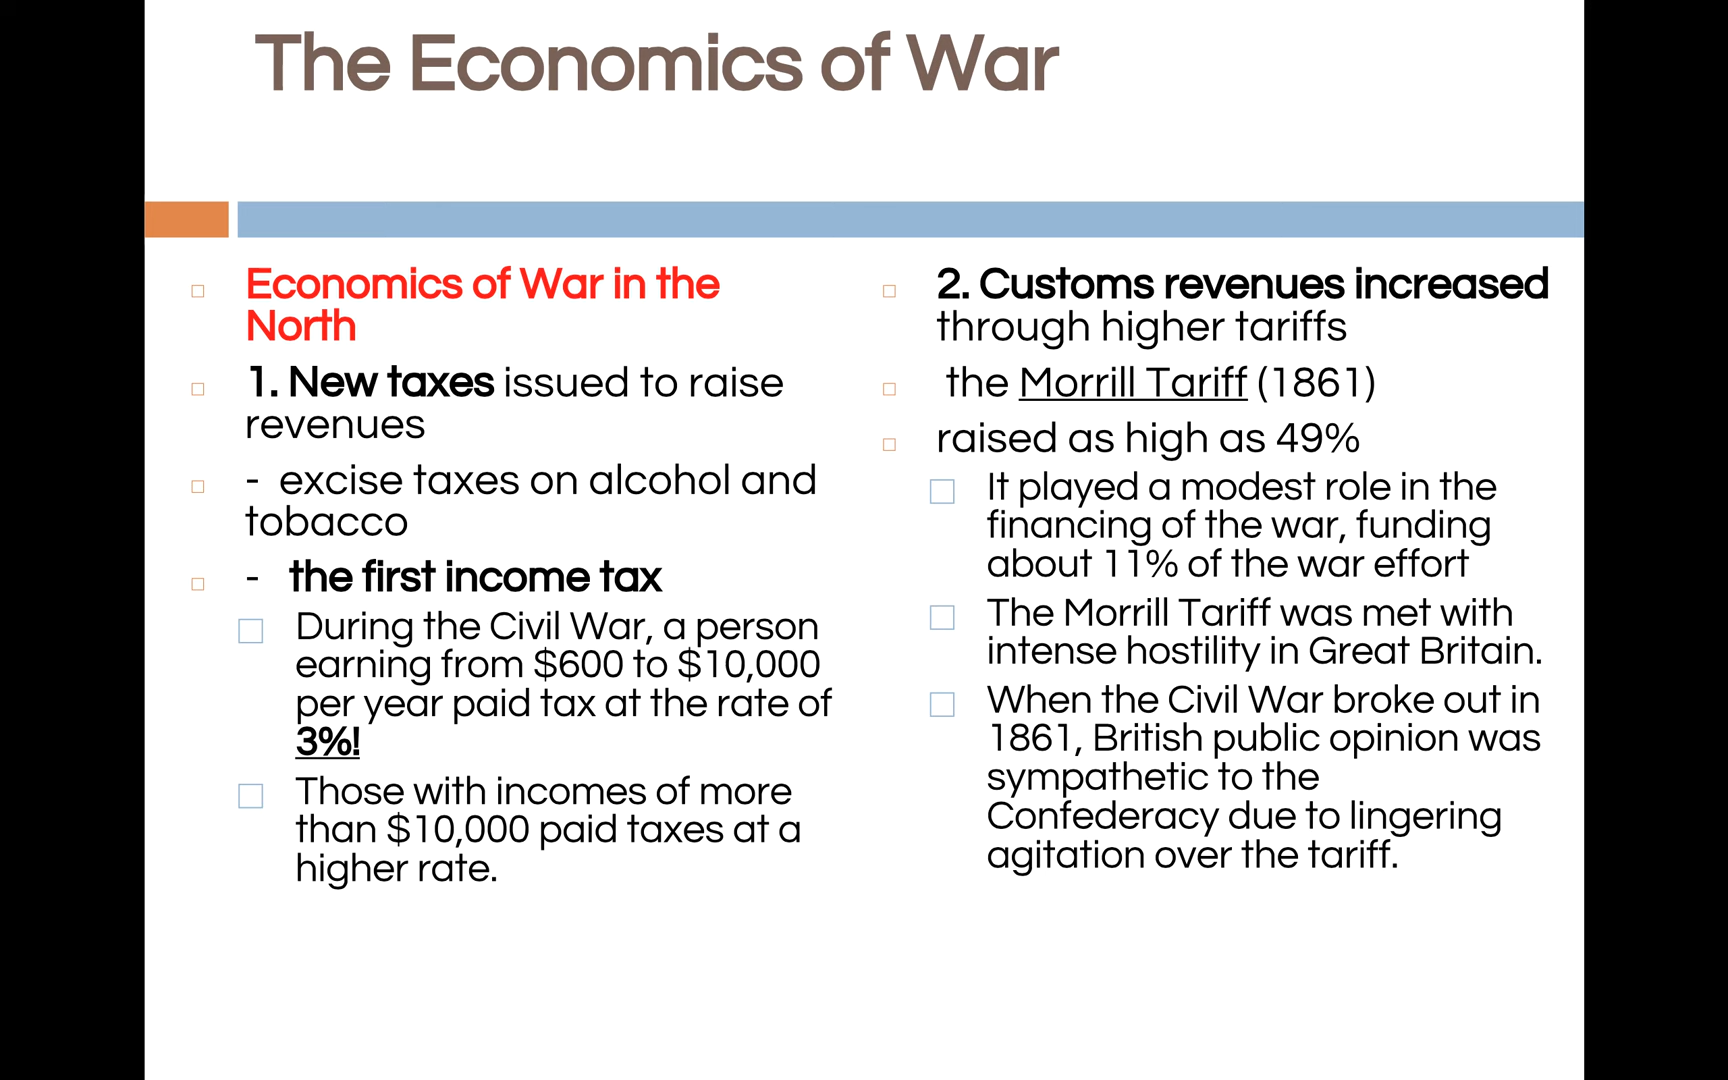 The Economics of War
Economics of War in the
North
1. New taxes issued to raise
revenues
- excise taxes on alcohol and
tobacco
- the first income tax
During the Civil War, a person
earning from $600 to $10,000
per year paid tax at the rate of
3%!
Those with incomes of more
than $10,000 paid taxes at a
higher rate.
2. Customs revenues increased
through higher tariffs
the Morrill Tariff (1861)
raised as high as 49%
It played a modest role in the
financing of the war, funding
about 11% of the war effort
The Morrill Tariff was met with
intense hostility in Great Britain.
When the Civil War broke out in
1861, British public opinion was
sympathetic to the
Confederacy due to lingering
agitation over the tariff.